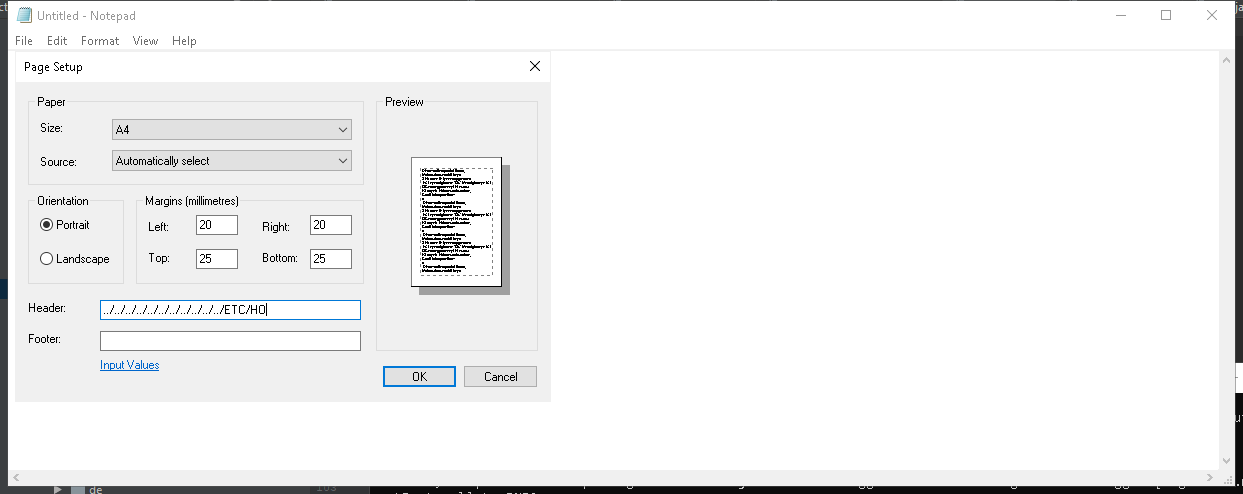 Untitled - Notepad
File Edit Format View Help
Page Setup
Paper
Size: A4
Source: Automatically select
Orientation
Portrait
Landscape
Margins (millimetres)
Left: 20 Right: 20
Top: 25 Bottom: 25
Header: ../../../../../../../../../../../ETC/HO
Footer:
Input Values
Preview
OK Cancel
de